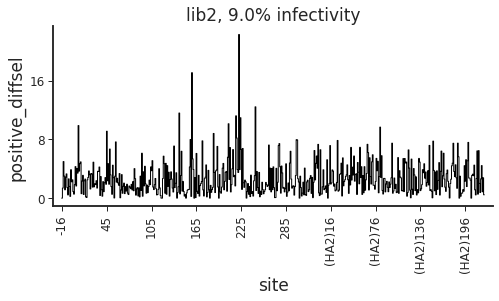 lib2, 9.0% infectivity
positive_diffsel
16
8
0
-16
45
105
165
225
285
(HA2)16
(HA2)76
(HA2)136
(HA2)196
site